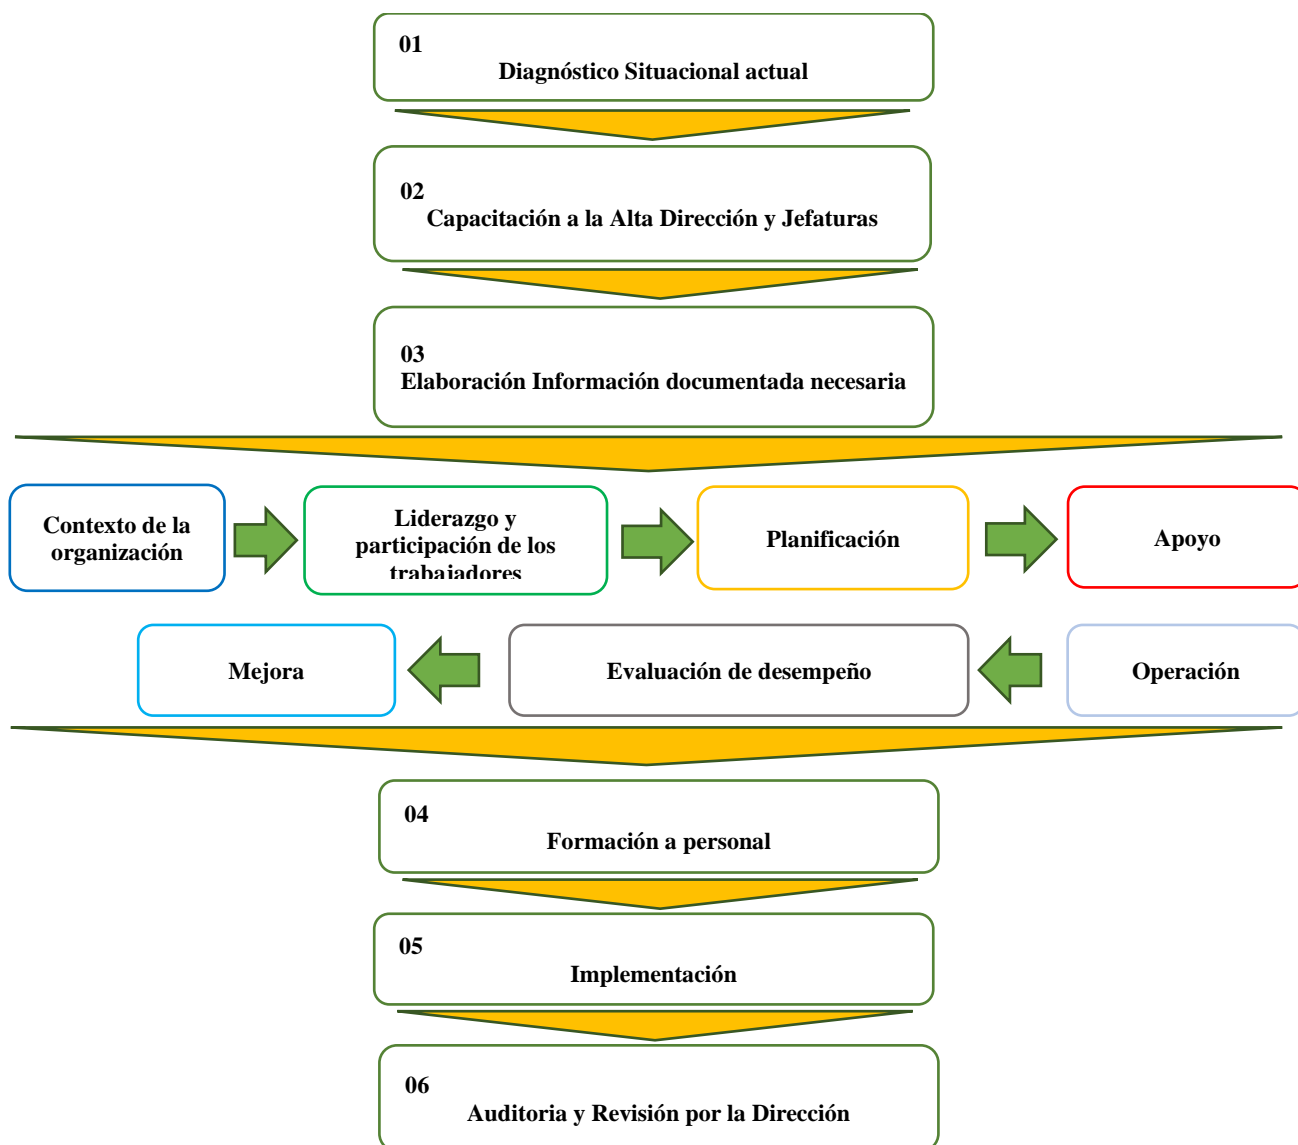 01
Diagnóstico Situacional actual
02
Capacitación a la Alta Dirección y Jefaturas
03
Elaboración Información documentada necesaria
Contexto de la
organización
Liderazgo y
participación de los
trabajadores
Planificación
Apoyo
Mejora
Evaluación de desempeño
Operación
04
Formación a personal
05
Implementación
06
Auditoria y Revisión por la Dirección